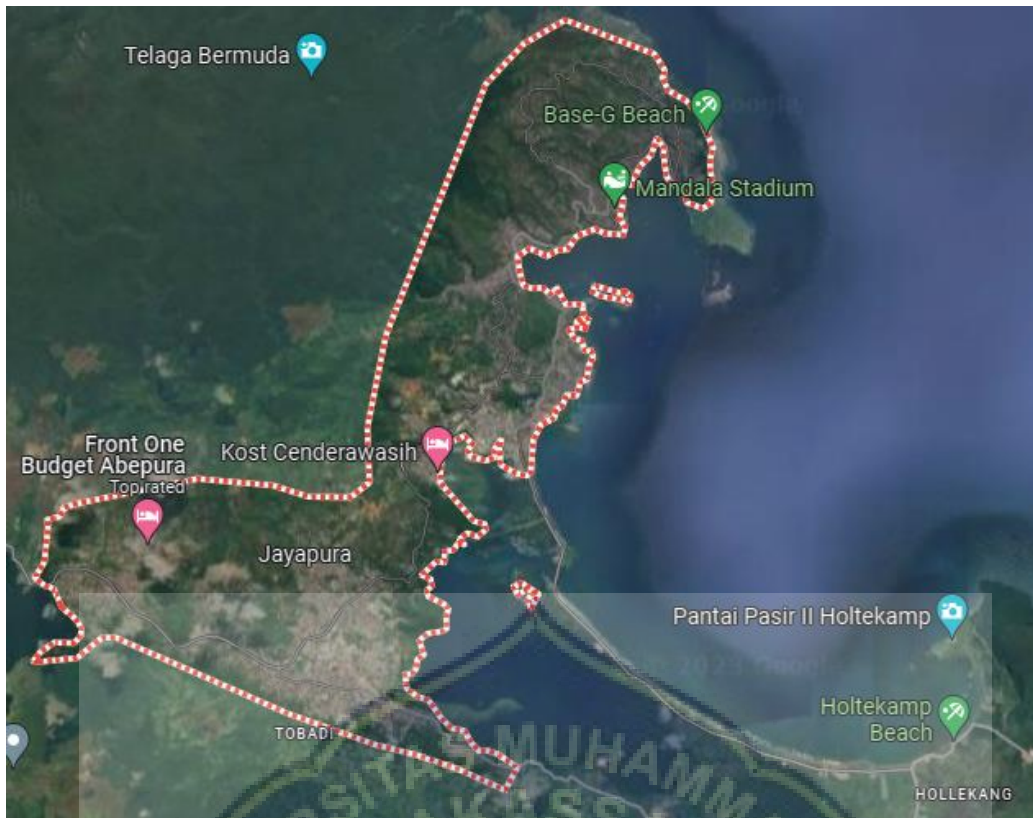 Telaga Bermuda
Base-G Beach
Mandala Stadium
Kost Cenderawasih
Front One
Budget Abepura
Top rated
Jayapura
Pantai Pasir II Holtekamp
Holtekamp
Beach
TOBADI
HOLLEKANG
MUHAMM